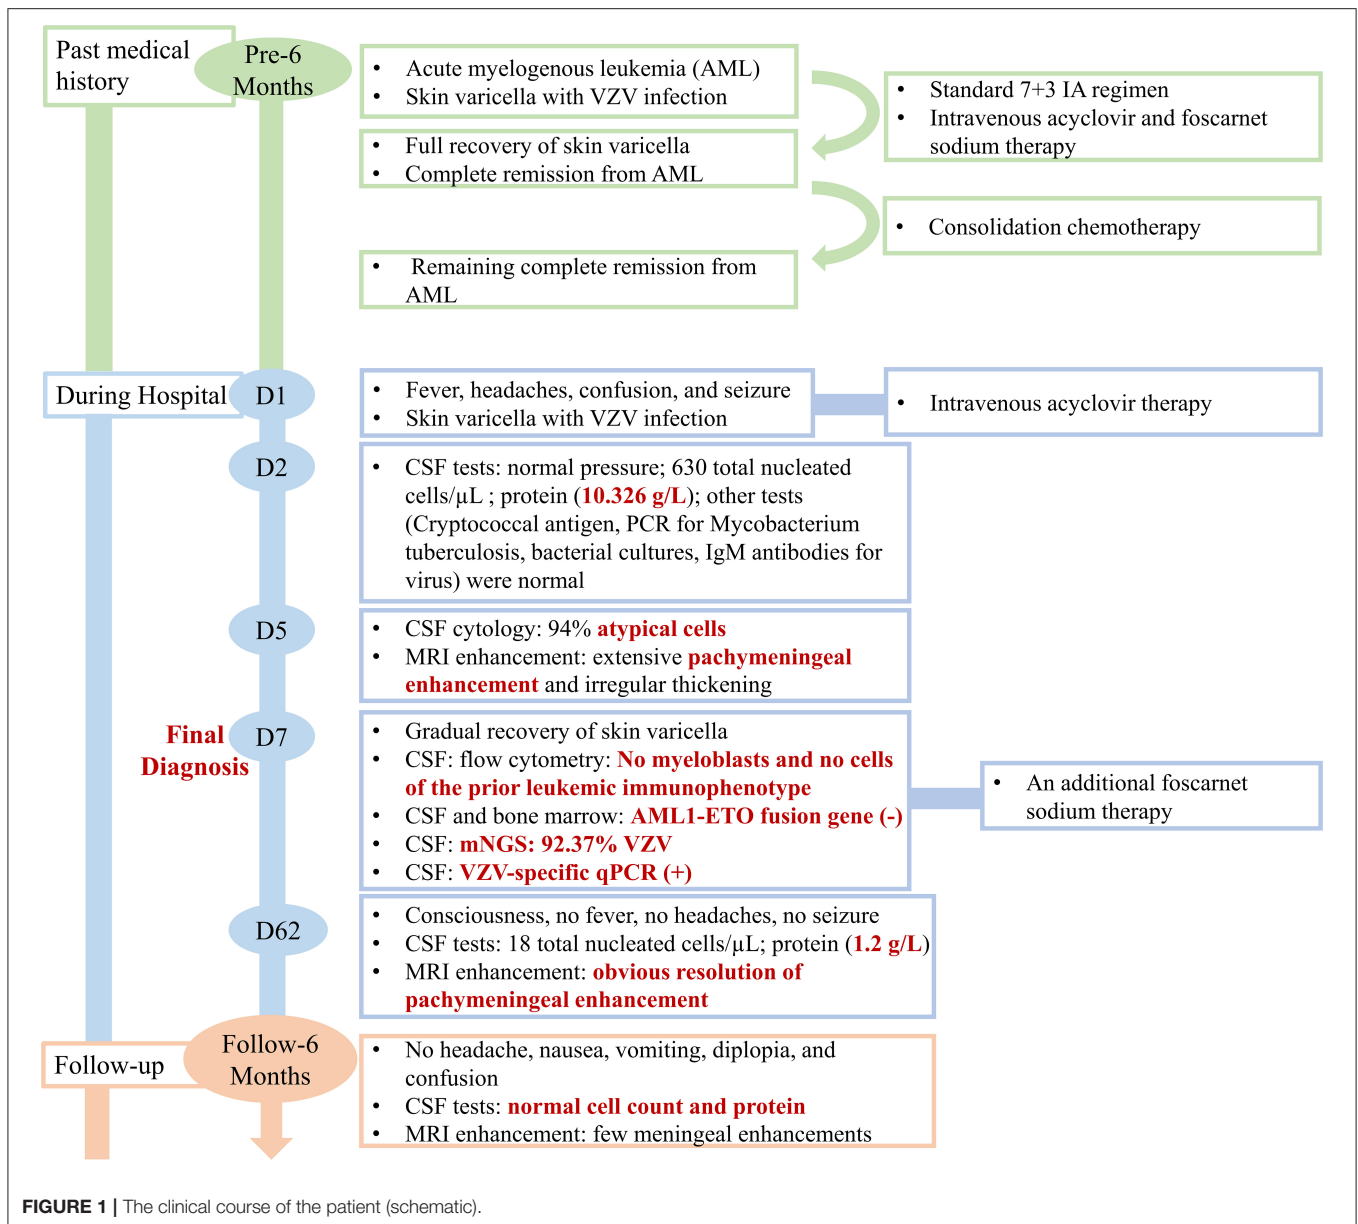 Past medical
history
Pre-6
Months
• Acute myelogenous leukemia (AML)
• Skin varicella with VZV infection
• Standard 7+3 IA regimen
• Intravenous acyclovir and foscarnet
sodium therapy
• Full recovery of skin varicella
• Complete remission from AML
• Consolidation chemotherapy
• Remaining complete remission from
AML
During Hospital
D1
• Fever, headaches, confusion, and seizure
• Skin varicella with VZV infection
• Intravenous acyclovir therapy
D2
• CSF tests: normal pressure; 630 total nucleated
cells/µL ; protein (10.326 g/L); other tests
(Cryptococcal antigen, PCR for Mycobacterium
tuberculosis, bacterial cultures, IgM antibodies for
virus) were normal
D5
• CSF cytology: 94% atypical cells
• MRI enhancement: extensive pachymeningeal
enhancement and irregular thickening
Final
Diagnosis
D7
• Gradual recovery of skin varicella
• CSF: flow cytometry: No myeloblasts and no cells
of the prior leukemic immunophenotype
• CSF and bone marrow: AML1-ETO fusion gene (-)
• CSF: mNGS: 92.37% VZV
• CSF: VZV-specific qPCR (+)
• An additional foscarnet
sodium therapy
D62
• Consciousness, no fever, no headaches, no seizure
• CSF tests: 18 total nucleated cells/µL; protein (1.2 g/L)
• MRI enhancement: obvious resolution of
pachymeningeal enhancement
Follow-up
Follow-6
Months
• No headache, nausea, vomiting, diplopia, and
confusion
• CSF tests: normal cell count and protein
• MRI enhancement: few meningeal enhancements
FIGURE 1 | The clinical course of the patient (schematic).